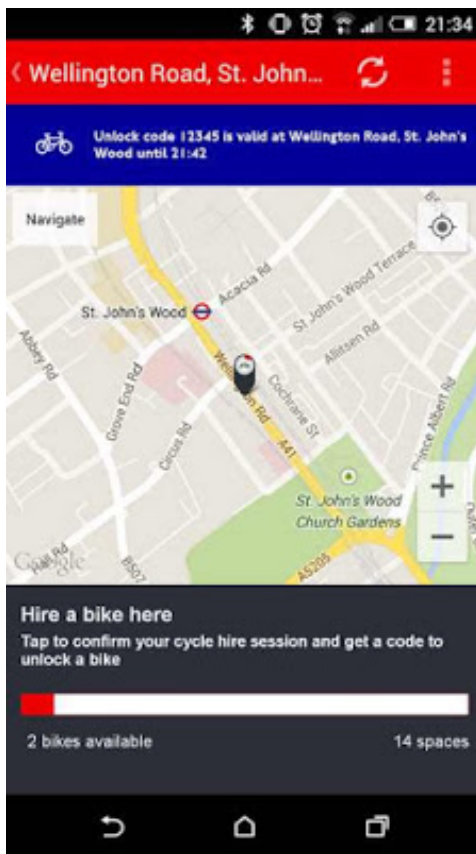 21:34
Wellington Road, St. John...
Unlock code 12345 is valid at Wellington Road, St. John's
Wood until 21:42
Navigate
Acacia Rd
St. John's Wood Terrace
St. John's Wood
Allitsen Rd
Abbey Rd
Grove End Rd
Wellington Rd
Cochrane St
Circus Rd
Prince Albert Rd
A41
+
St. John's Wood
Church Gardens
−
Google
B507
A5205
Hire a bike here
Tap to confirm your cycle hire session and get a code to
unlock a bike
2 bikes available
14 spaces